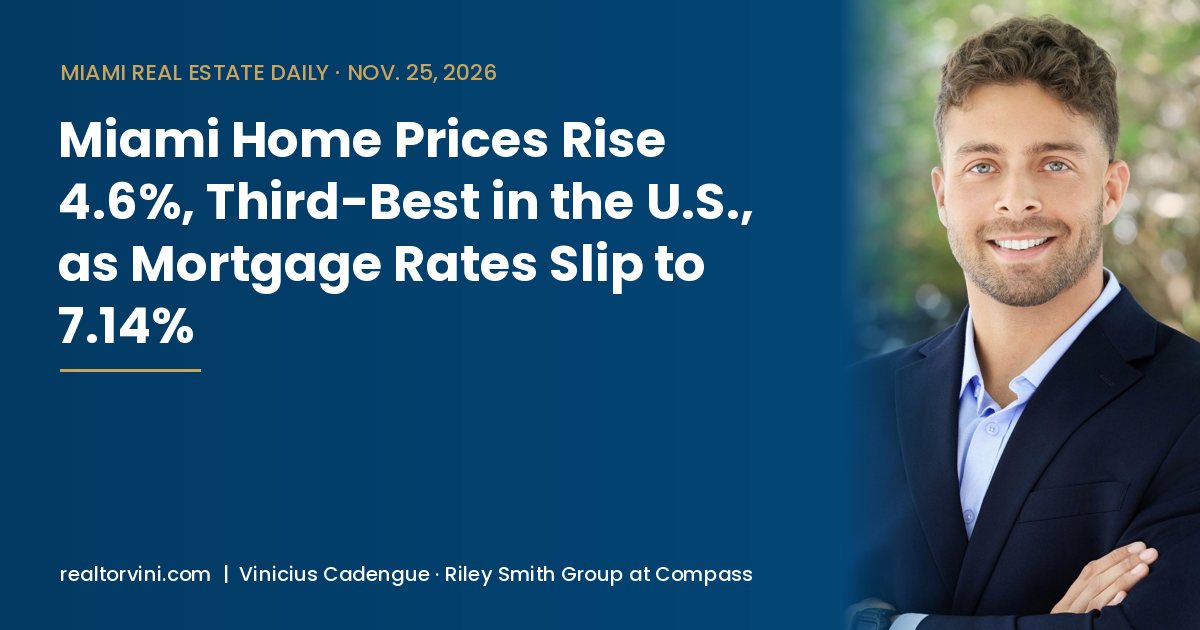 MIAMI REAL ESTATE DAILY · NOV. 25, 2026
Miami Home Prices Rise
4.6%, Third-Best in the U.S.,
as Mortgage Rates Slip to
7.14%
realtorvini.com | Vinicius Cadengue · Riley Smith Group at Compass